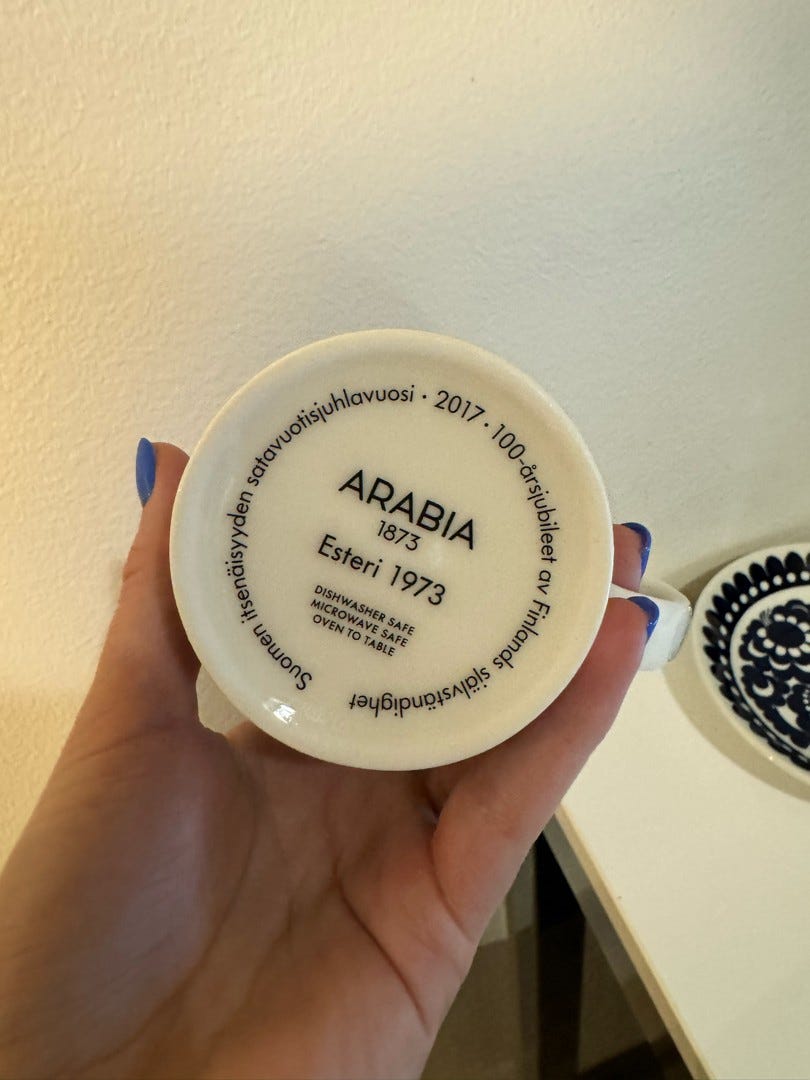 Suomen itsenäisyyden satavuotisjuhlavuosi · 2017 · 100-årsjubileet av Finlands självständighet
ARABIA
1873
Esteri 1973
DISHWASHER SAFE
MICROWAVE SAFE
OVEN TO TABLE